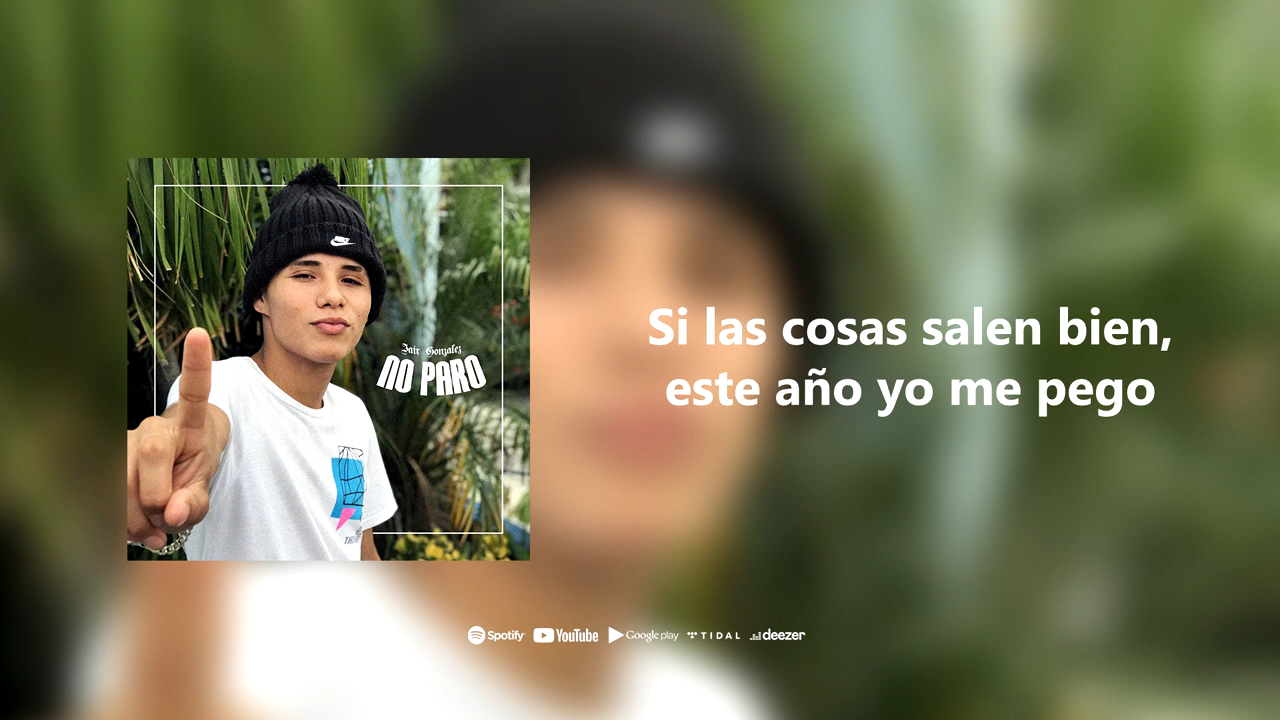 Jair Gonzalez
NO PARO
Si las cosas salen bien,
este año yo me pego
Spotify YouTube Google play TIDAL deezer